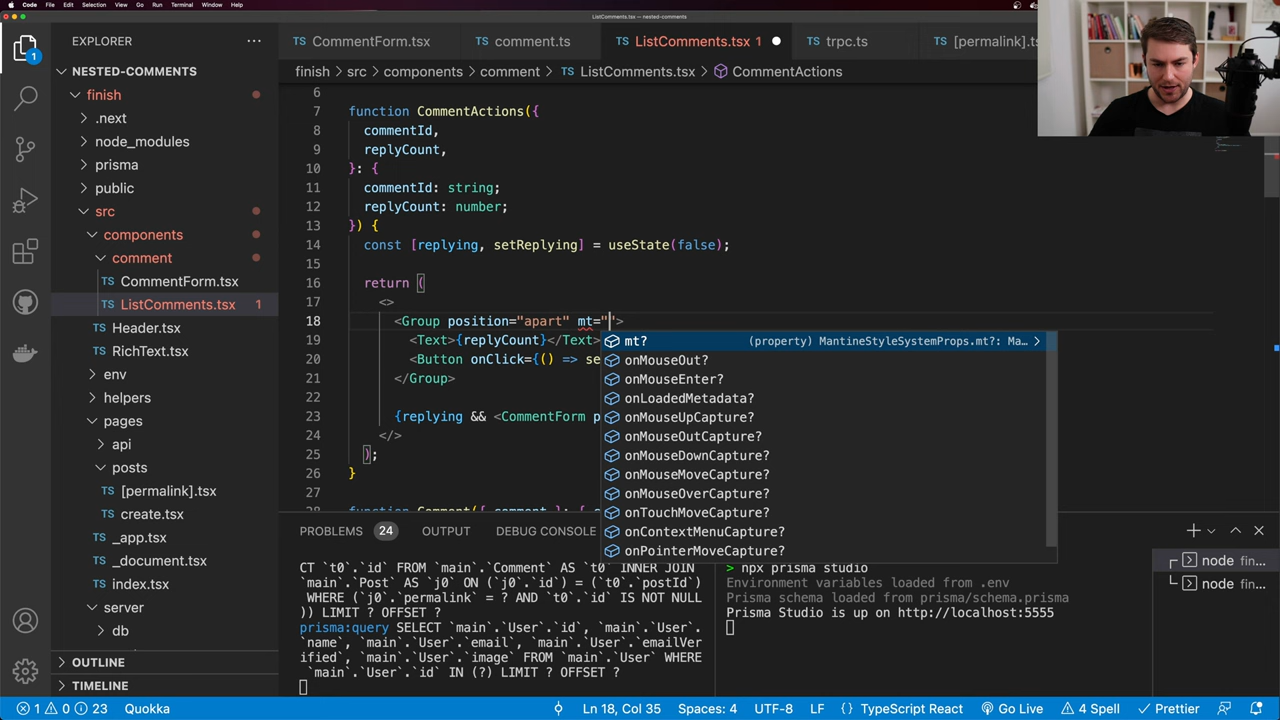 Code File Edit Selection View Go Run Terminal Window Help
ListComments.tsx — nested-comments
EXPLORER
NESTED-COMMENTS
finish
.next
node_modules
prisma
public
src
components
comment
CommentForm.tsx
ListComments.tsx 1
Header.tsx
RichText.tsx
env
helpers
pages
api
posts
[permalink].tsx
create.tsx
_app.tsx
_document.tsx
index.tsx
server
db
OUTLINE
TIMELINE
CommentForm.tsx comment.ts ListComments.tsx 1 trpc.ts [permalink].ts
finish > src > components > comment > ListComments.tsx > CommentActions
6
7 function CommentActions({
8 commentId,
9 replyCount,
10 }: {
11 commentId: string;
12 replyCount: number;
13 }) {
14 const [replying, setReplying] = useState(false);
15
16 return (
17 <>
18 <Group position="apart" mt="">
19 <Text>{replyCount}</Text>
20 <Button onClick={() => se
21 </Group>
22
23 {replying && <CommentForm p
24 </>
25 );
26 }
27
mt? (property) MantineStyleSystemProps.mt?: Ma…
onMouseOut?
onMouseEnter?
onLoadedMetadata?
onMouseUpCapture?
onMouseOutCapture?
onMouseDownCapture?
onMouseMoveCapture?
onMouseOverCapture?
onTouchMoveCapture?
onContextMenuCapture?
onPointerMoveCapture?
PROBLEMS 24 OUTPUT DEBUG CONSOLE
CT `t0`.`id` FROM `main`.`Comment` AS `t0` INNER JOIN
`main`.`Post` AS `j0` ON (`j0`.`id`) = (`t0`.`postId`)
WHERE (`j0`.`permalink` = ? AND `t0`.`id` IS NOT NULL
)) LIMIT ? OFFSET ?
prisma:query SELECT `main`.`User`.`id`, `main`.`User`.
`name`, `main`.`User`.`email`, `main`.`User`.`emailVer
ified`, `main`.`User`.`image` FROM `main`.`User` WHERE
`main`.`User`.`id` IN (?) LIMIT ? OFFSET ?
> npx prisma studio
Environment variables loaded from .env
Prisma schema loaded from prisma/schema.prisma
Prisma Studio is up on http://localhost:5555
node fin...
node fin...
1 0 23 Quokka Ln 18, Col 35 Spaces: 4 UTF-8 LF {} TypeScript React Go Live 4 Spell Prettier